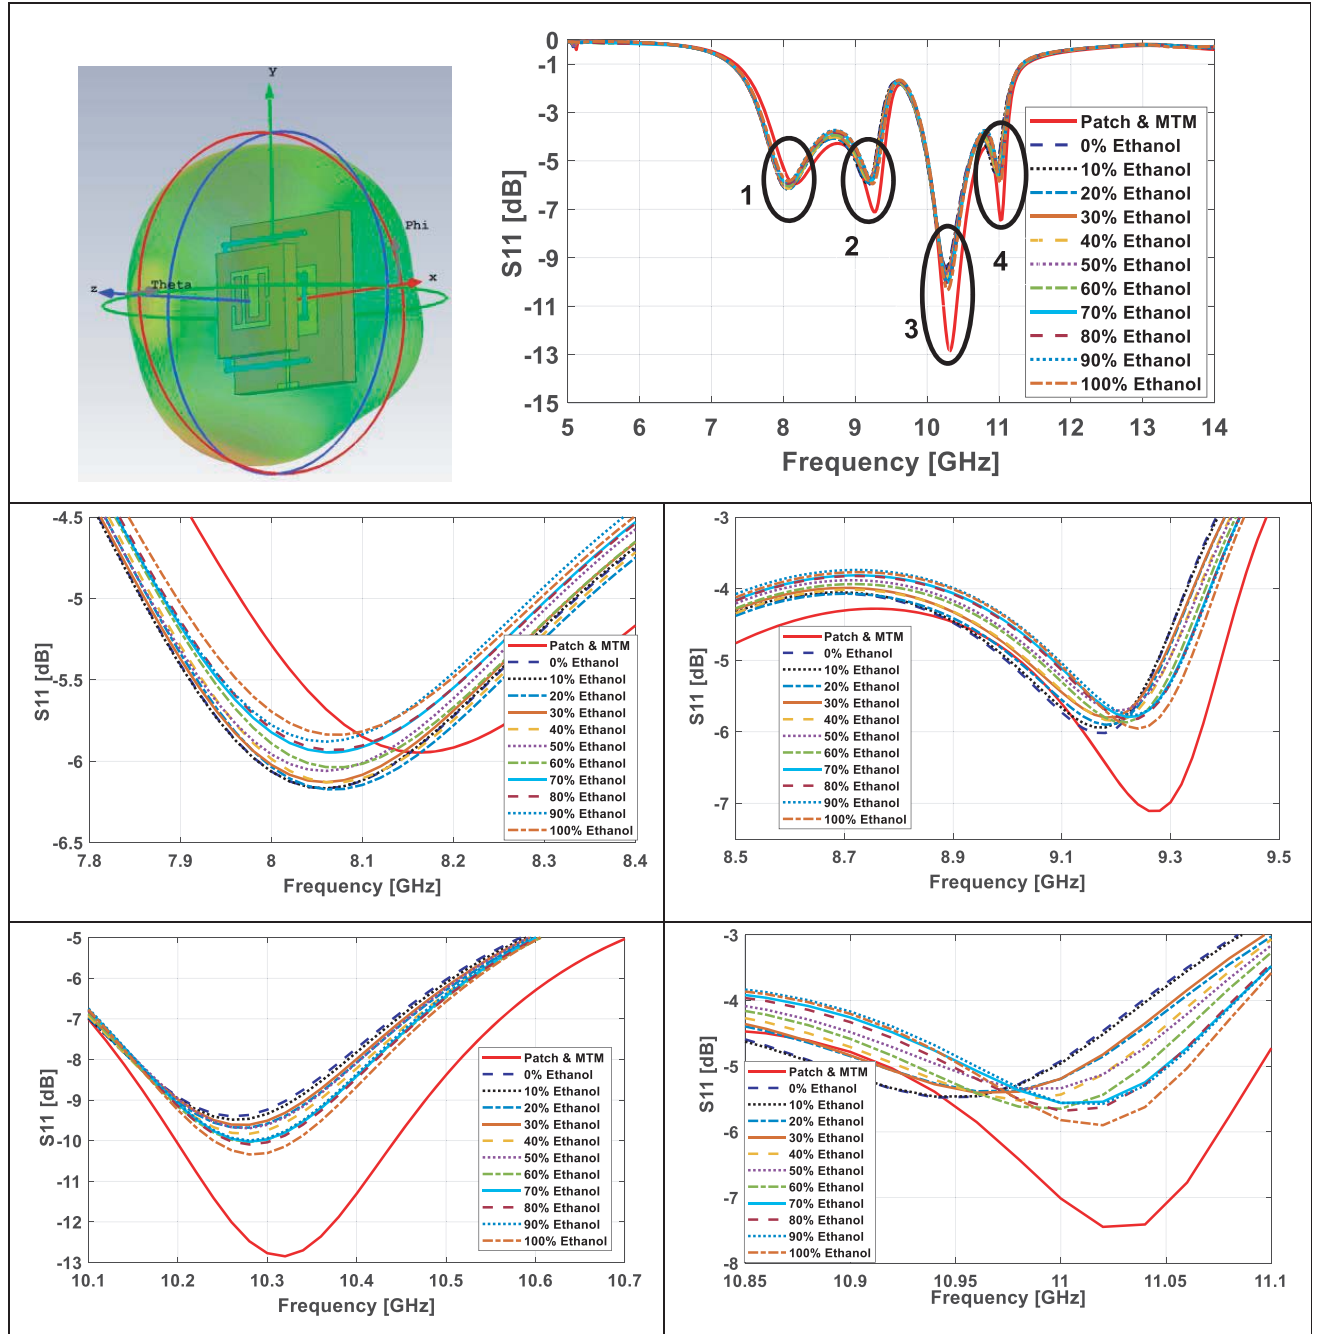 y
Phi
x
z
Theta
0
-1
-3
-5
-7
-9
-11
-13
-15
S11 [dB]
1
2
3
4
Patch & MTM
0% Ethanol
10% Ethanol
20% Ethanol
30% Ethanol
40% Ethanol
50% Ethanol
60% Ethanol
70% Ethanol
80% Ethanol
90% Ethanol
100% Ethanol
5 6 7 8 9 10 11 12 13 14
Frequency [GHz]
-4.5
-5
-5.5
-6
-6.5
S11 [dB]
Patch & MTM
0% Ethanol
10% Ethanol
20% Ethanol
30% Ethanol
40% Ethanol
50% Ethanol
60% Ethanol
70% Ethanol
80% Ethanol
90% Ethanol
100% Ethanol
7.8 7.9 8 8.1 8.2 8.3 8.4
Frequency [GHz]
-3
-4
-5
-6
-7
S11 [dB]
Patch & MTM
0% Ethanol
10% Ethanol
20% Ethanol
30% Ethanol
40% Ethanol
50% Ethanol
60% Ethanol
70% Ethanol
80% Ethanol
90% Ethanol
100% Ethanol
8.5 8.7 8.9 9.1 9.3 9.5
Frequency [GHz]
-5
-6
-7
-8
-9
-10
-11
-12
-13
S11 [dB]
Patch & MTM
0% Ethanol
10% Ethanol
20% Ethanol
30% Ethanol
40% Ethanol
50% Ethanol
60% Ethanol
70% Ethanol
80% Ethanol
90% Ethanol
100% Ethanol
10.1 10.2 10.3 10.4 10.5 10.6 10.7
Frequency [GHz]
-3
-4
-5
-6
-7
-8
S11 [dB]
Patch & MTM
0% Ethanol
10% Ethanol
20% Ethanol
30% Ethanol
40% Ethanol
50% Ethanol
60% Ethanol
70% Ethanol
80% Ethanol
90% Ethanol
100% Ethanol
10.85 10.9 10.95 11 11.05 11.1
Frequency [GHz]